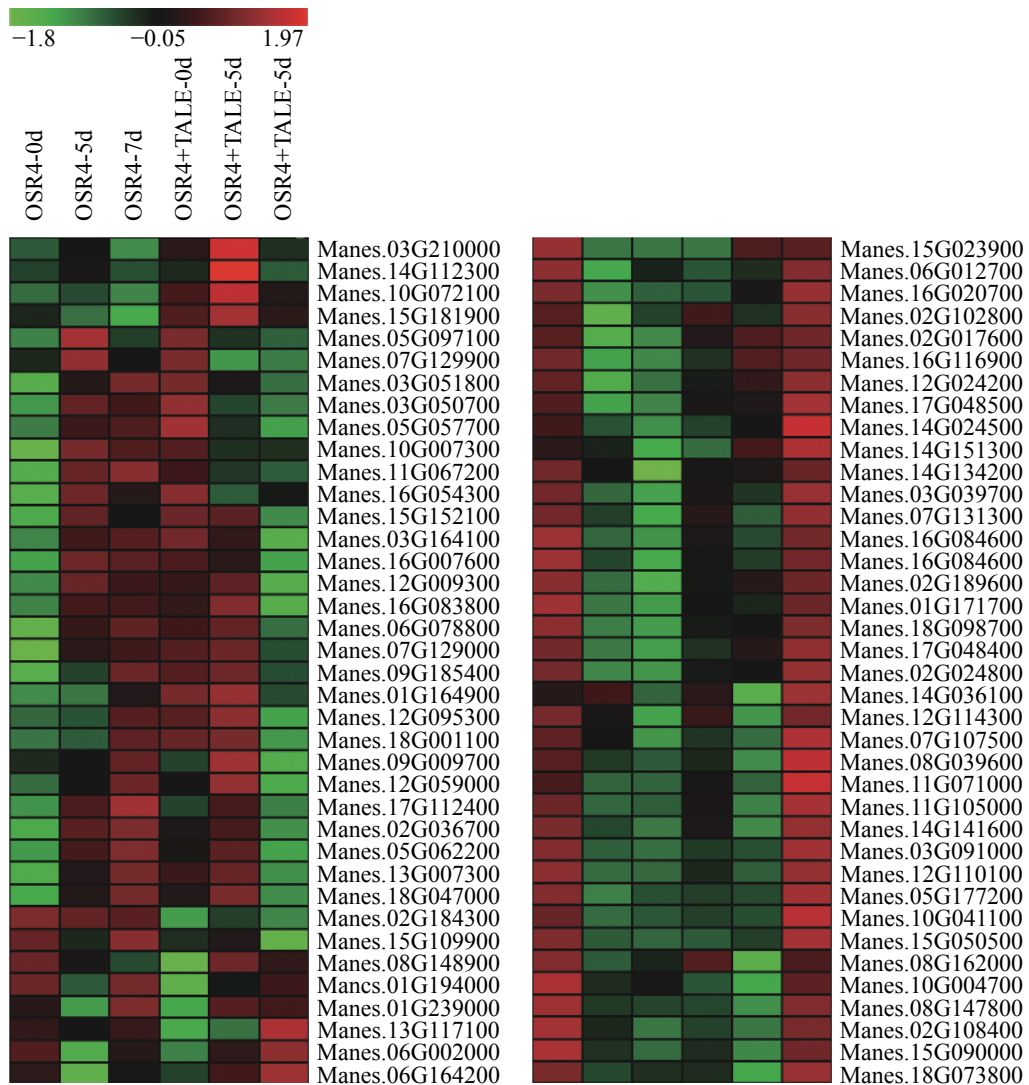 −1.8 −0.05 1.97
OSR4-0d
OSR4-5d
OSR4-7d
OSR4+TALE-0d
OSR4+TALE-5d
OSR4+TALE-5d
Manes.03G210000
Manes.14G112300
Manes.10G072100
Manes.15G181900
Manes.05G097100
Manes.07G129900
Manes.03G051800
Manes.03G050700
Manes.05G057700
Manes.10G007300
Manes.11G067200
Manes.16G054300
Manes.15G152100
Manes.03G164100
Manes.16G007600
Manes.12G009300
Manes.16G083800
Manes.06G078800
Manes.07G129000
Manes.09G185400
Manes.01G164900
Manes.12G095300
Manes.18G001100
Manes.09G009700
Manes.12G059000
Manes.17G112400
Manes.02G036700
Manes.05G062200
Manes.13G007300
Manes.18G047000
Manes.02G184300
Manes.15G109900
Manes.08G148900
Manes.01G194000
Manes.01G239000
Manes.13G117100
Manes.06G002000
Manes.06G164200
Manes.15G023900
Manes.06G012700
Manes.16G020700
Manes.02G102800
Manes.02G017600
Manes.16G116900
Manes.12G024200
Manes.17G048500
Manes.14G024500
Manes.14G151300
Manes.14G134200
Manes.03G039700
Manes.07G131300
Manes.16G084600
Manes.16G084600
Manes.02G189600
Manes.01G171700
Manes.18G098700
Manes.17G048400
Manes.02G024800
Manes.14G036100
Manes.12G114300
Manes.07G107500
Manes.08G039600
Manes.11G071000
Manes.11G105000
Manes.14G141600
Manes.03G091000
Manes.12G110100
Manes.05G177200
Manes.10G041100
Manes.15G050500
Manes.08G162000
Manes.10G004700
Manes.08G147800
Manes.02G108400
Manes.15G090000
Manes.18G073800